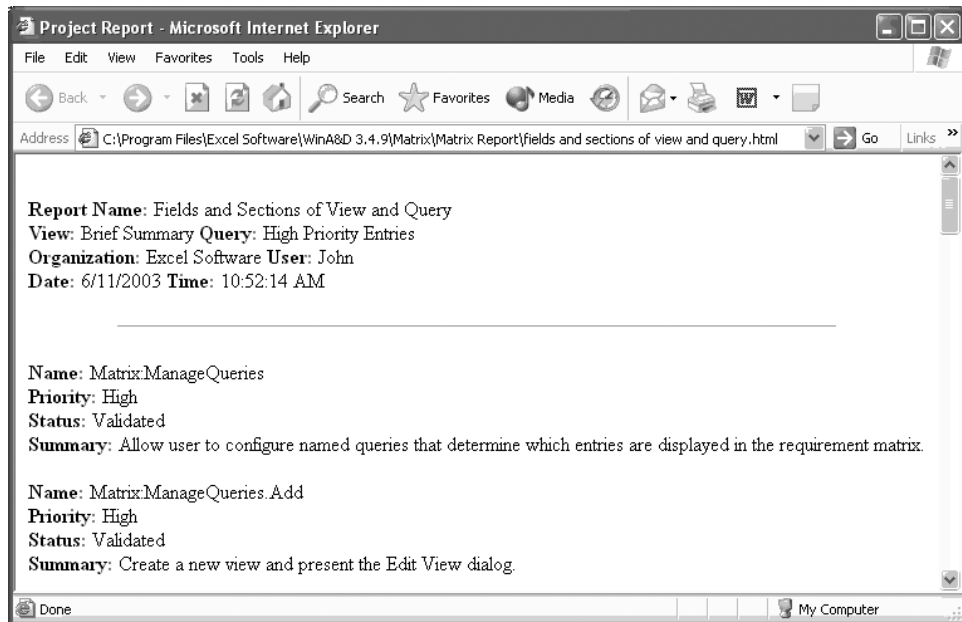 Project Report - Microsoft Internet Explorer
File Edit View Favorites Tools Help
Back Search Favorites Media
Address C:\Program Files\Excel Software\WinA&D 3.4.9\Matrix\Matrix Report\fields and sections of view and query.html Go Links »
Report Name: Fields and Sections of View and Query
View: Brief Summary Query: High Priority Entries
Organization: Excel Software User: John
Date: 6/11/2003 Time: 10:52:14 AM
Name: Matrix:ManageQueries
Priority: High
Status: Validated
Summary: Allow user to configure named queries that determine which entries are displayed in the requirement matrix.
Name: Matrix:ManageQueries.Add
Priority: High
Status: Validated
Summary: Create a new view and present the Edit View dialog.
Done My Computer